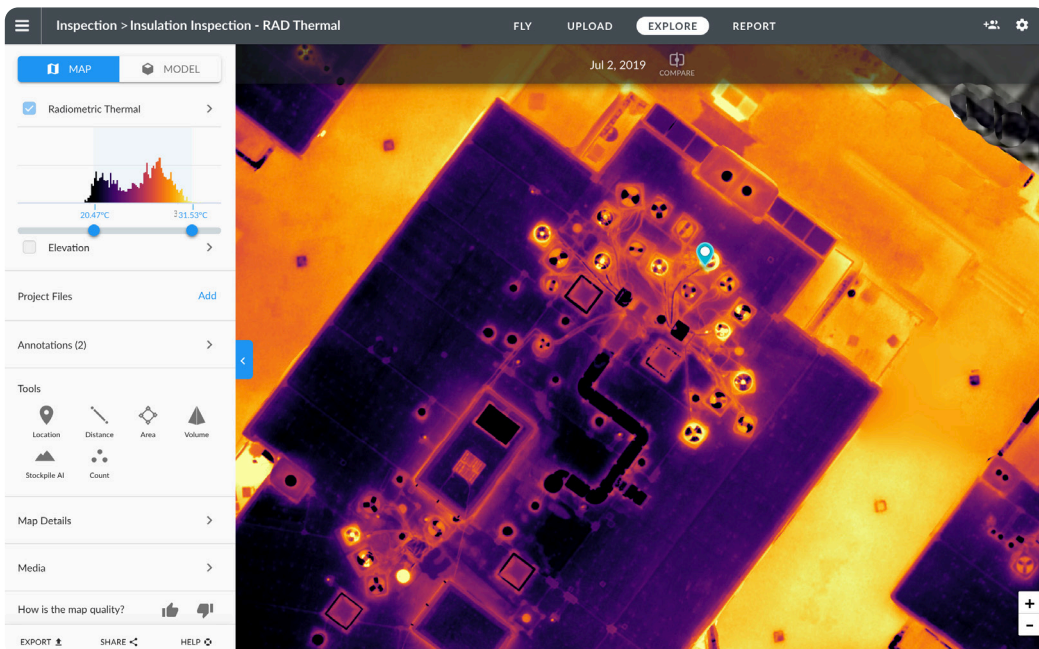 Inspection > Insulation Inspection - RAD Thermal
FLY UPLOAD EXPLORE REPORT
Jul 2, 2019
COMPARE
MAP MODEL
Radiometric Thermal
20.47°C 31.53°C
Elevation
Project Files Add
Annotations (2)
Tools
Location Distance Area Volume
Stockpile AI Count
Map Details
Media
How is the map quality?
EXPORT SHARE HELP
+
-